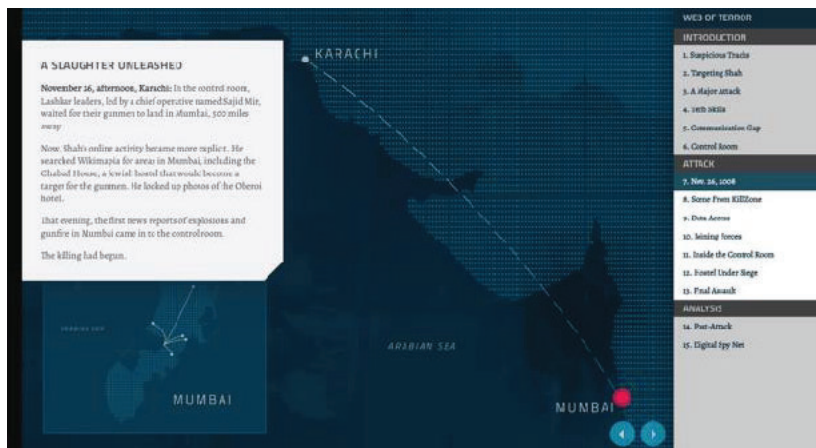 A SLAUGHTER UNLEASHED
November 26, afternoon, Karachi: In the control room,
Lashkar leaders, led by a chief operative named Sajid Mir,
waited for their gunmen to land in Mumbai, 502 miles
away
Now, Shah's online activity became more explicit. He
searched Wikimapia for areas in Mumbai, including the
Chabad House, a Jewish hostel that would become a
target for the gunmen. He looked up photos of the Oberoi
hotel.
That evening, the first news reports of explosions and
gunfire in Mumbai came in to the control room.
The killing had begun.
KARACHI
ARABIAN SEA
MUMBAI
ARABIAN SEA
MUMBAI
WEB OF TERROR
INTRODUCTION
1. Suspicious Tracks
2. Targeting Shah
3. A Major Attack
4. Tech Skills
5. Communication Gap
6. Control Room
ATTACK
7. Nov. 26, 2008
8. Scene From Kill Zone
9. Data Access
10. Joining forces
11. Inside the Control Room
12. Hostel Under Siege
13. Final Assault
ANALYSIS
14. Post-Attack
15. Digital Spy Net